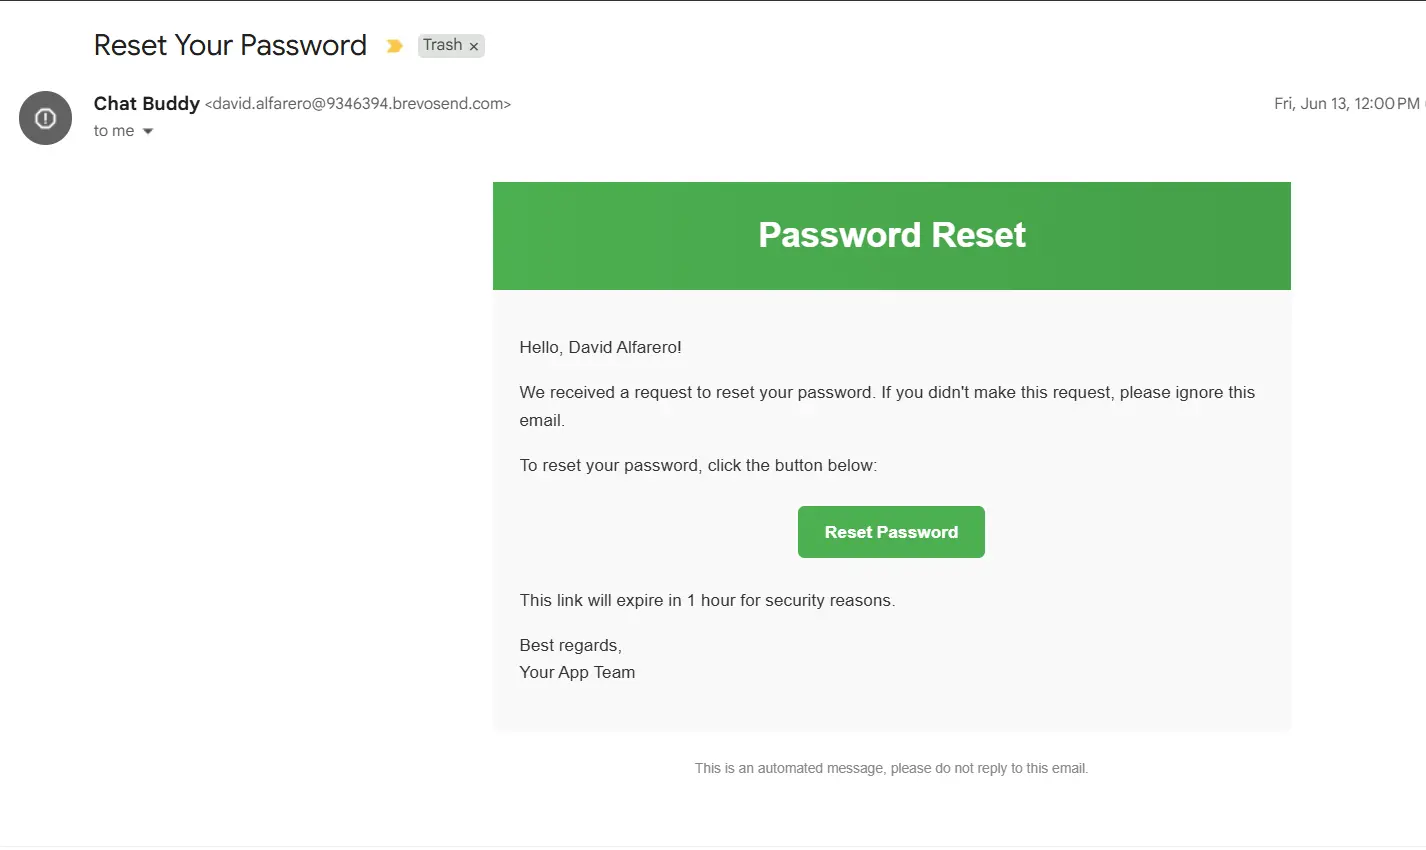 Reset Your Password Trash ×
Chat Buddy <david.alfarero@9346394.brevosend.com> Fri, Jun 13, 12:00 PM
to me
Password Reset
Hello, David Alfarero!
We received a request to reset your password. If you didn't make this request, please ignore this
email.
To reset your password, click the button below:
Reset Password
This link will expire in 1 hour for security reasons.
Best regards,
Your App Team
This is an automated message, please do not reply to this email.